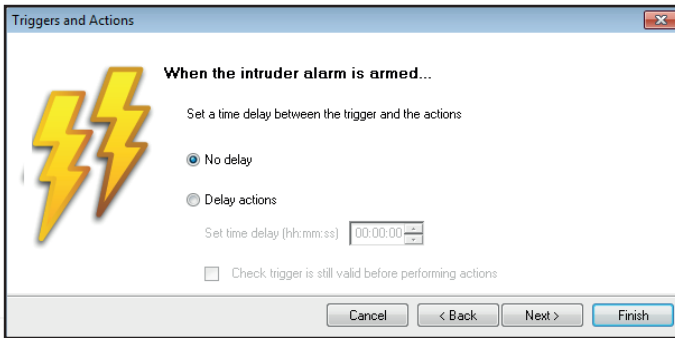 Triggers and Actions
When the intruder alarm is armed...
Set a time delay between the trigger and the actions
No delay
Delay actions
Set time delay (hh:mm:ss) 00:00:00
Check trigger is still valid before performing actions
Cancel < Back Next > Finish